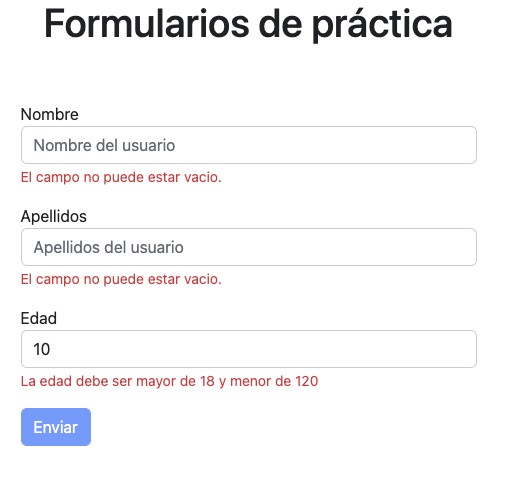 Formularios de práctica
Nombre
Nombre del usuario
El campo no puede estar vacio.
Apellidos
Apellidos del usuario
El campo no puede estar vacio.
Edad
10
La edad debe ser mayor de 18 y menor de 120
Enviar